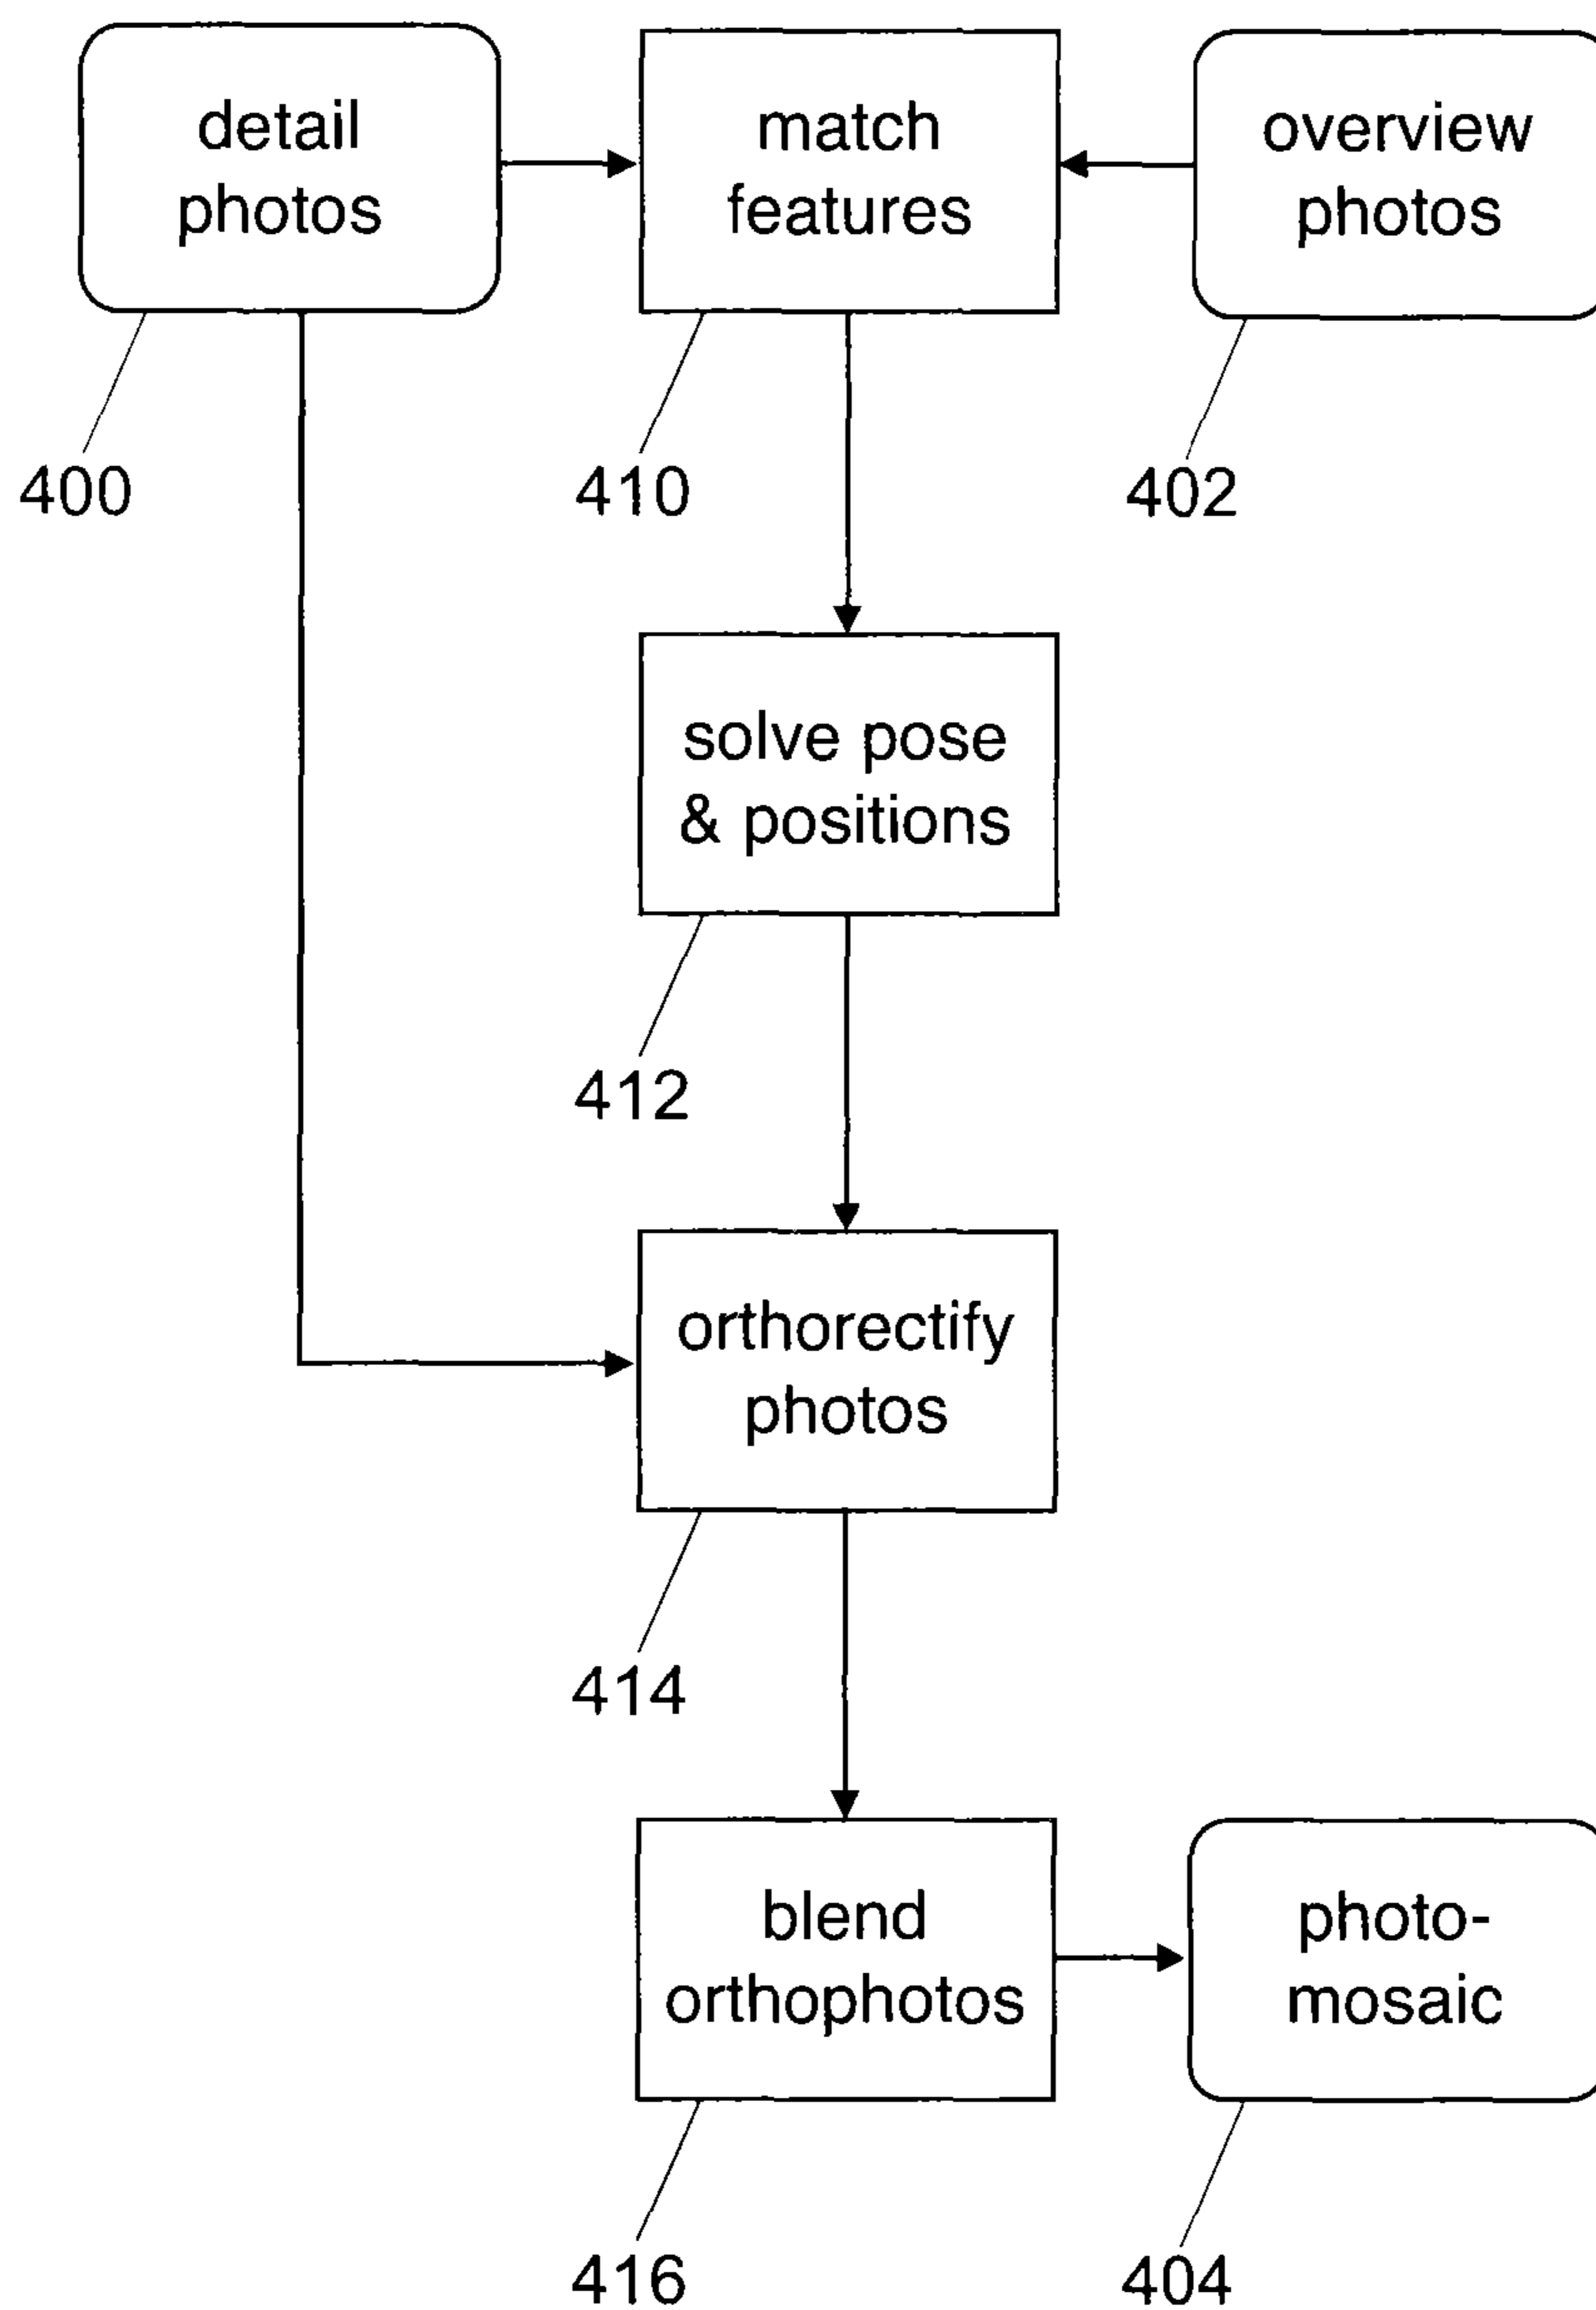 detail
photos
match
features
overview
photos
400
410
402
solve pose
& positions
412
orthorectify
photos
414
blend
orthophotos
photo-
mosaic
416
404